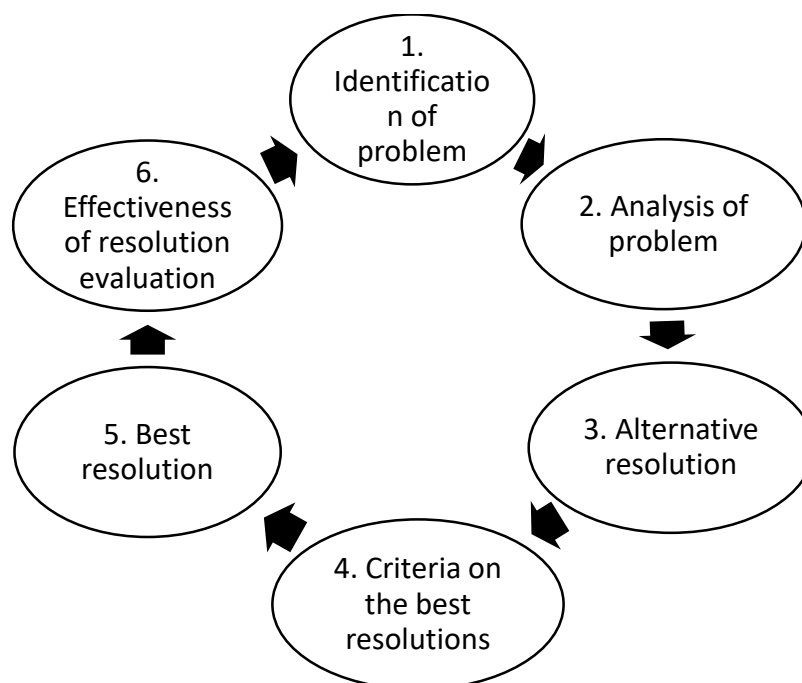 1.
Identificatio
n of
problem
2. Analysis of
problem
3. Alternative
resolution
4. Criteria on
the best
resolutions
5. Best
resolution
6.
Effectiveness
of resolution
evaluation